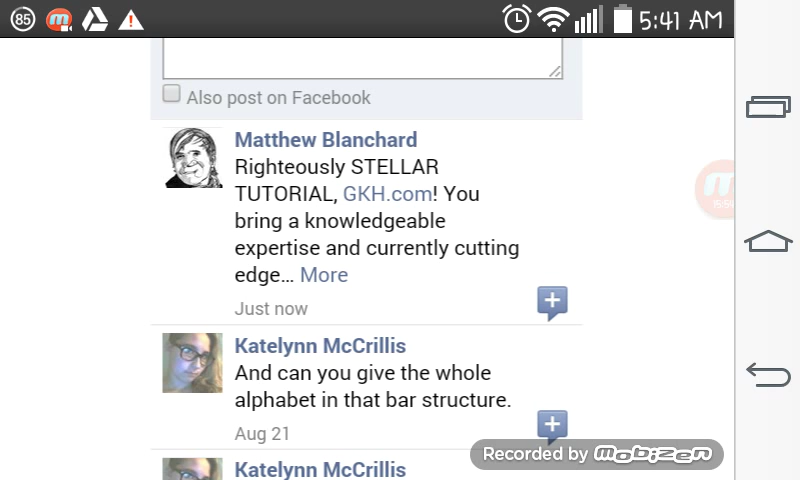 85
5:41 AM
Also post on Facebook
Matthew Blanchard
Righteously STELLAR
TUTORIAL, GKH.com! You
bring a knowledgeable
expertise and currently cutting
edge... More
Just now
Katelynn McCrillis
And can you give the whole
alphabet in that bar structure.
Aug 21
Recorded by mobizen
Katelynn McCrillis